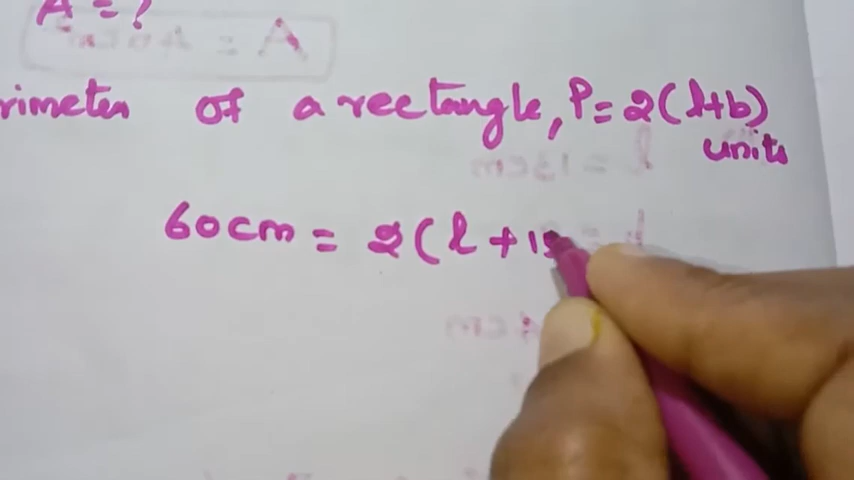 A = ?
rimeter of a rectangle, P = 2(l+b)
units
60cm = 2(l + 1